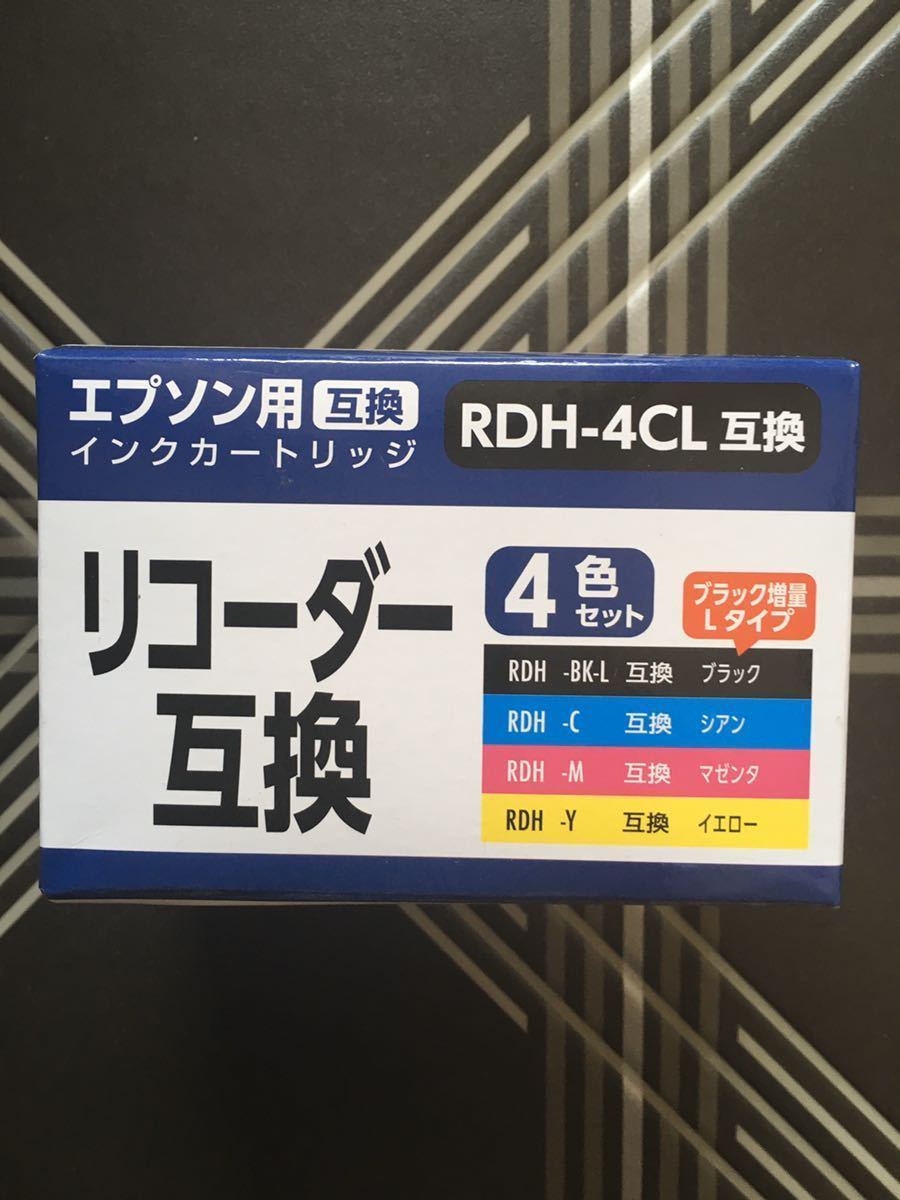 エプソン用 互換
インクカートリッジ
RDH-4CL 互換
リコーダー
互換
4色セット
ブラック増量
Lタイプ
RDH -BK-L 互換 ブラック
RDH -C 互換 シアン
RDH -M 互換 マゼンタ
RDH -Y 互換 イエロー